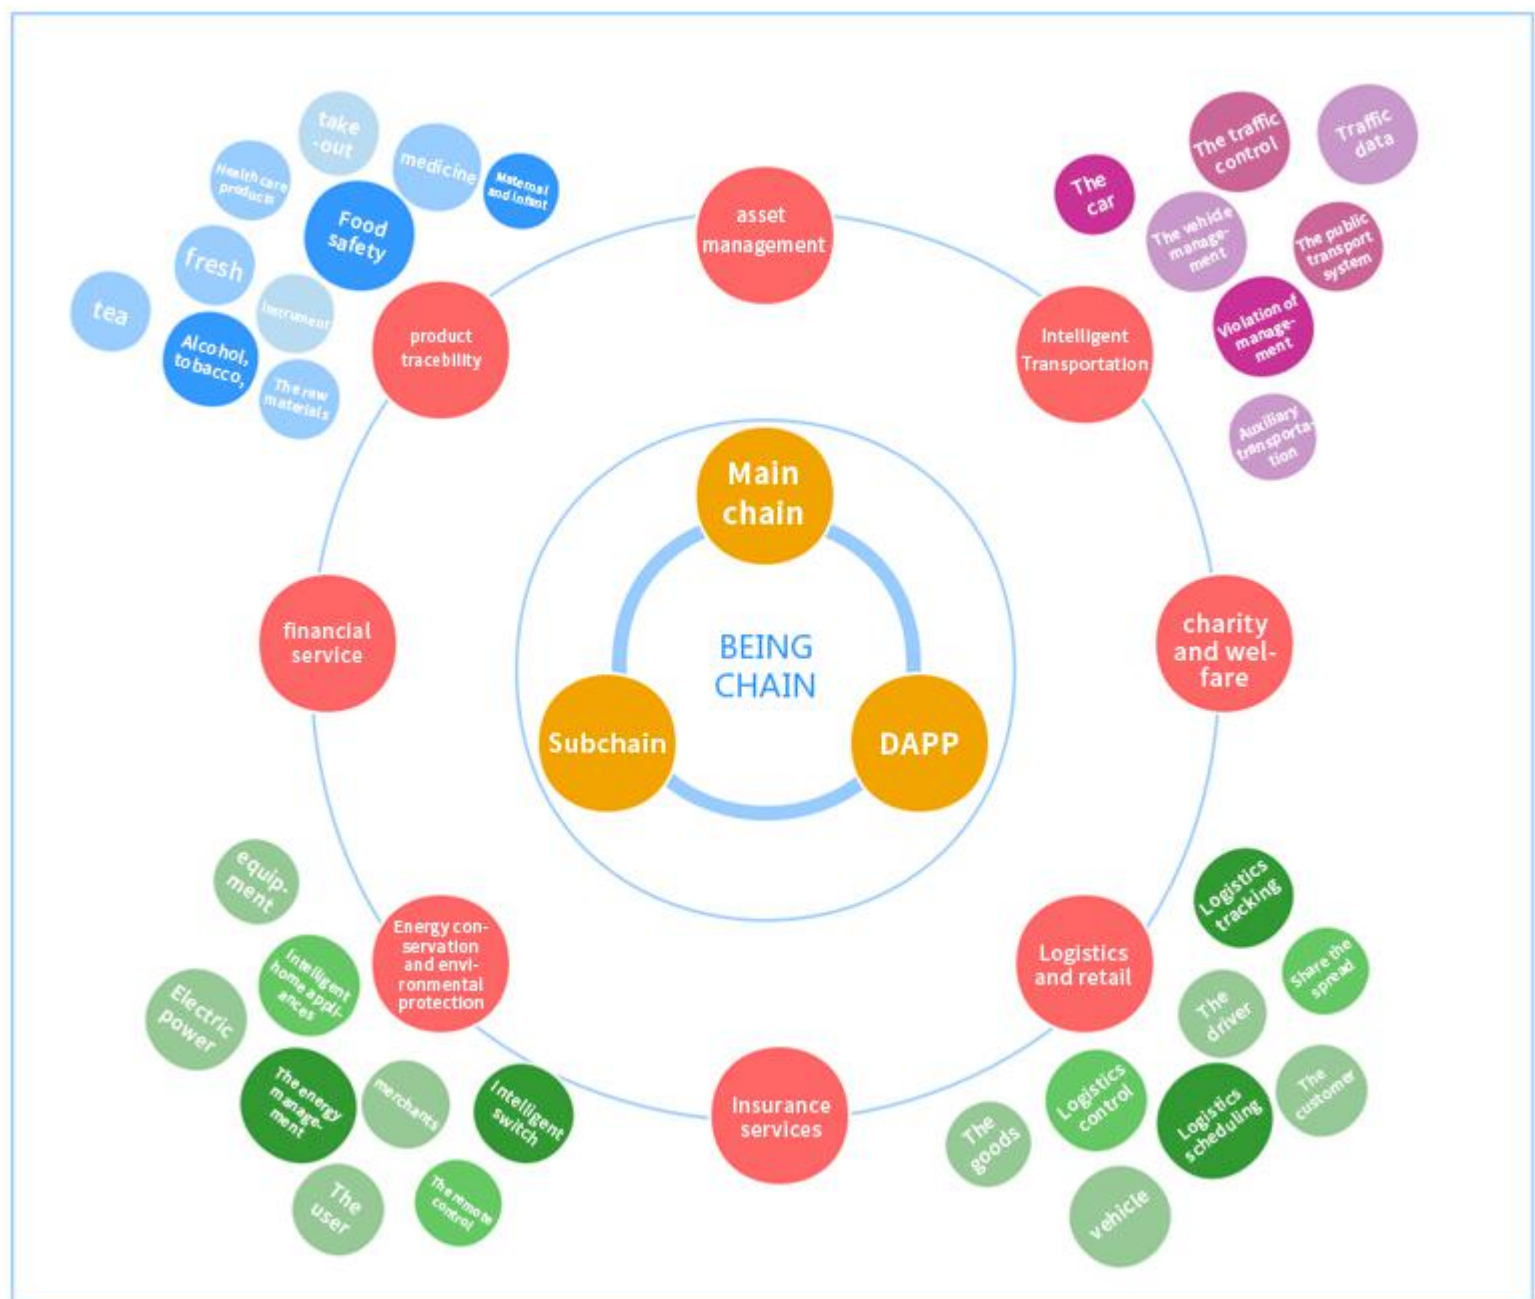 take
-out
medicine
Maternal
and infant
Health care
products
Food
safety
fresh
Instrument
tea
Alcohol,
tobacco,
The raw
materials
product
tracebility
asset
management
The
car
The traffic
control
Traffic
data
The vehicle
manage-
ment
The public
transport
system
Violation of
manage-
ment
Auxiliary
transporta-
tion
Intelligent
Transportation
Main
chain
BEING
CHAIN
Subchain
DAPP
financial
service
charity
and wel-
fare
equip-
ment
Intelligent
home appli-
ances
Electric
power
The energy
manage-
ment
merchants
Intelligent
switch
The
user
The remote
control
Energy con-
servation
and envi-
ronmental
protection
Insurance
services
Logistics
and retail
Logistics
tracking
Share the
spread
The
driver
Logistics
control
The
customer
Logistics
scheduling
The
goods
vehicle